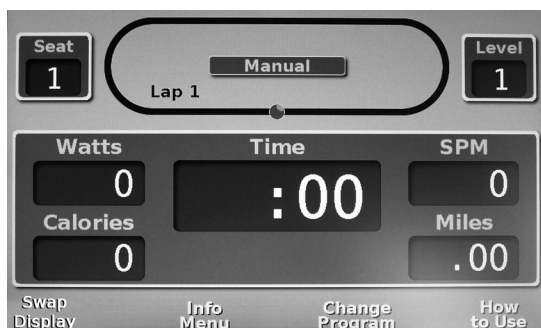 Seat
1
Manual
Lap 1
Level
1
Watts
0
Time
:00
SPM
0
Calories
0
Miles
.00
Swap
Display
Info
Menu
Change
Program
How
to Use